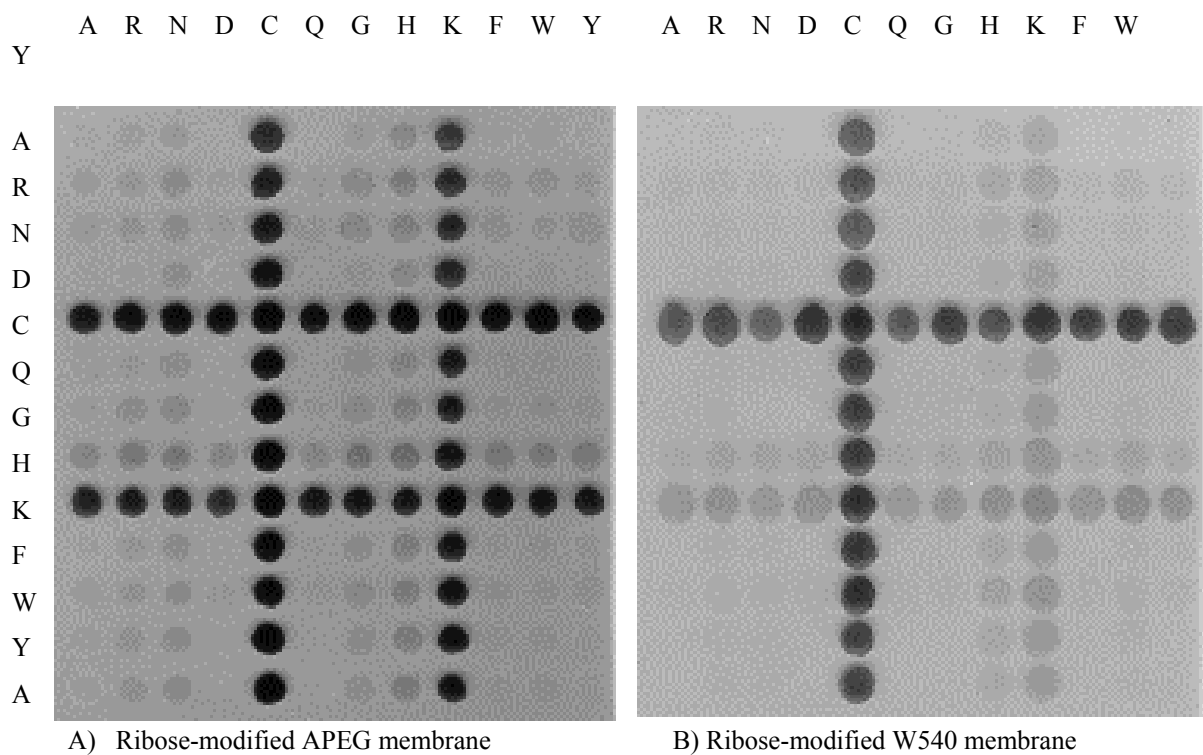 A R N D C Q G H K F W Y A R N D C Q G H K F W
Y
A
R
N
D
C
Q
G
H
K
F
W
Y
A
A) Ribose-modified APEG membrane
B) Ribose-modified W540 membrane